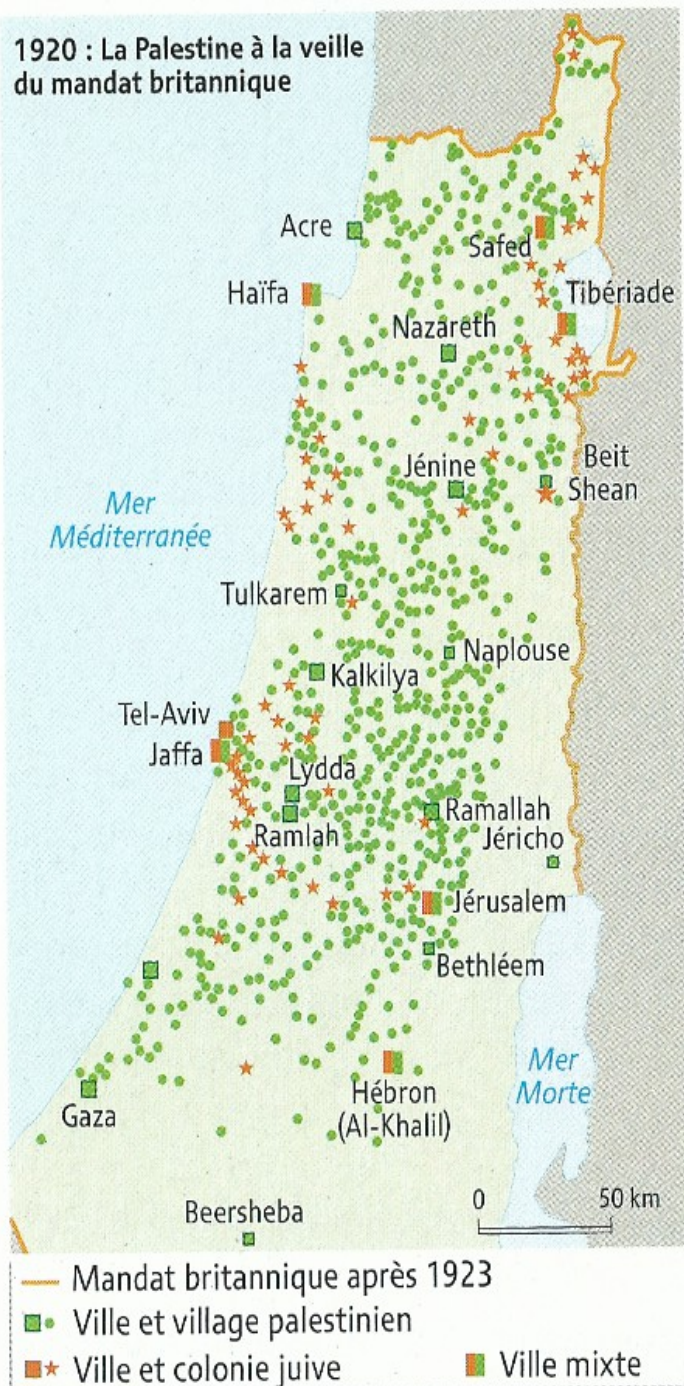 1920 : La Palestine à la veille
du mandat britannique
Acre
Safed
Haïfa
Tibériade
Nazareth
Jénine
Beit
Shean
Mer
Méditerranée
Tulkarem
Naplouse
Kalkilya
Tel-Aviv
Jaffa
Lydda
Ramlah
Ramallah
Jéricho
Jérusalem
Bethléem
Mer
Morte
Hébron
(Al-Khalil)
Gaza
Beersheba
0 50 km
Mandat britannique après 1923
Ville et village palestinien
Ville et colonie juive
Ville mixte